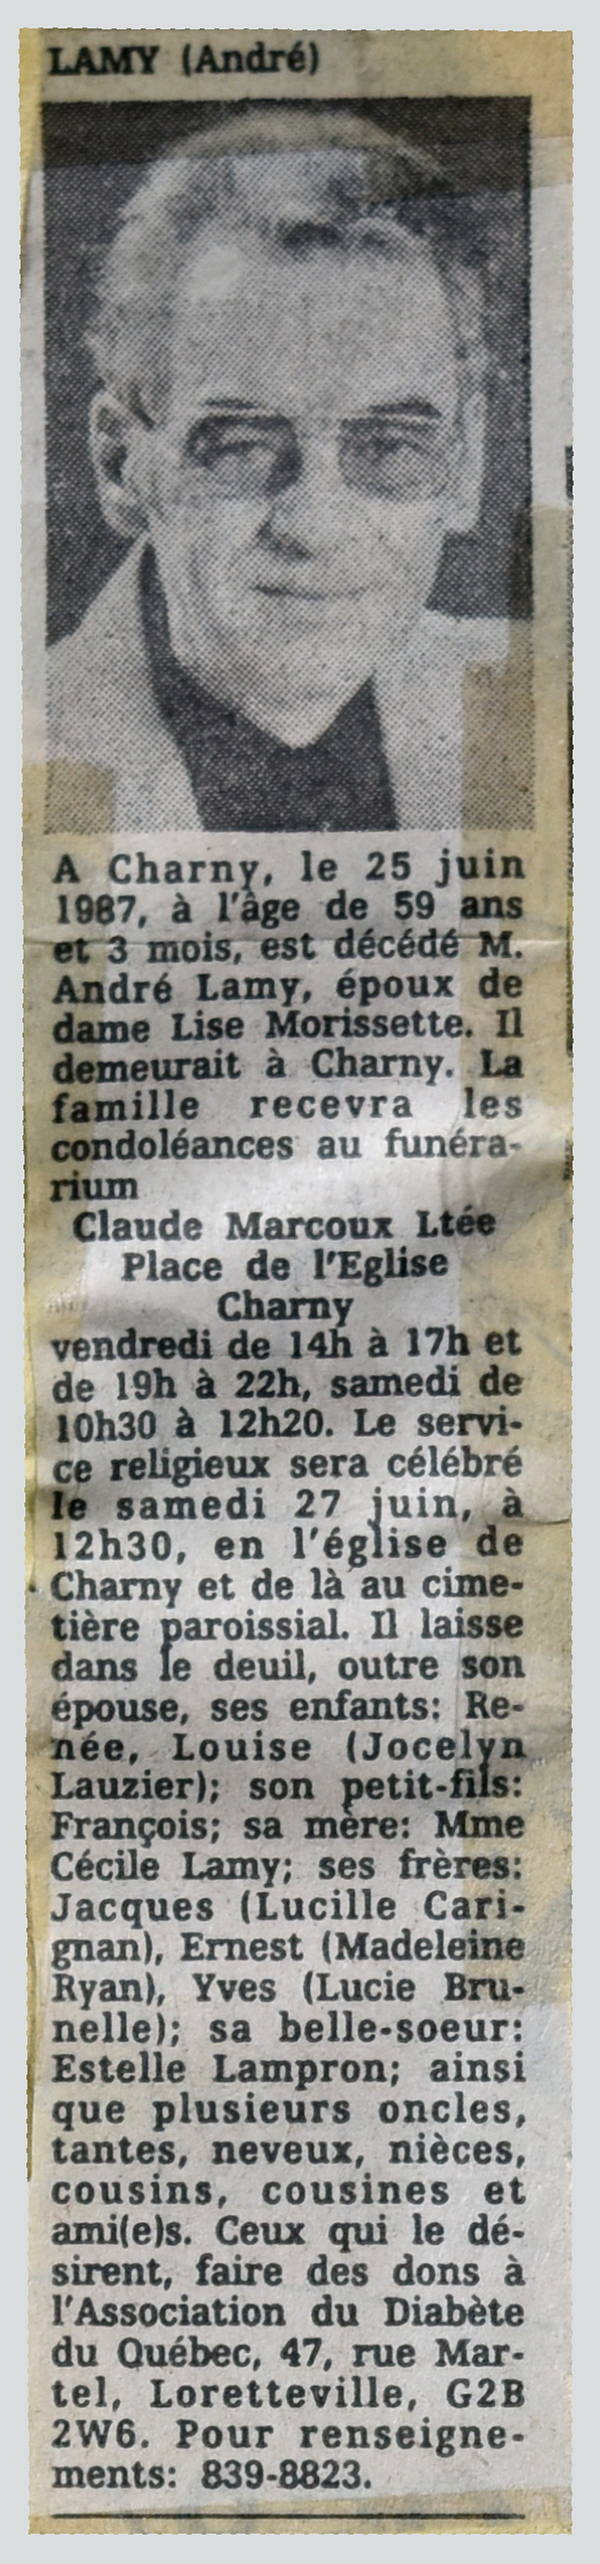 LAMY (André)
A Charny, le 25 juin
1987, à l'âge de 59 ans
et 3 mois, est décédé M.
André Lamy, époux de
dame Lise Morissette. Il
demeurait à Charny. La
famille recevra les
condoléances au funéra-
rium
Claude Marcoux Ltée
Place de l'Eglise
Charny
vendredi de 14h à 17h et
de 19h à 22h, samedi de
10h30 à 12h20. Le servi-
ce religieux sera célébré
le samedi 27 juin, à
12h30, en l'église de
Charny et de là au cime-
tière paroissial. Il laisse
dans le deuil, outre son
épouse, ses enfants: Re-
née, Louise (Jocelyn
Lauzier); son petit-fils:
François; sa mère: Mme
Cécile Lamy; ses frères:
Jacques (Lucille Cari-
gnan), Ernest (Madeleine
Ryan), Yves (Lucie Bru-
nelle); sa belle-soeur:
Estelle Lampron; ainsi
que plusieurs oncles,
tantes, neveux, nièces,
cousins, cousines et
ami(e)s. Ceux qui le dé-
sirent, faire des dons à
l'Association du Diabète
du Québec, 47, rue Mar-
tel, Loretteville, G2B
2W6. Pour renseigne-
ments: 839-8823.